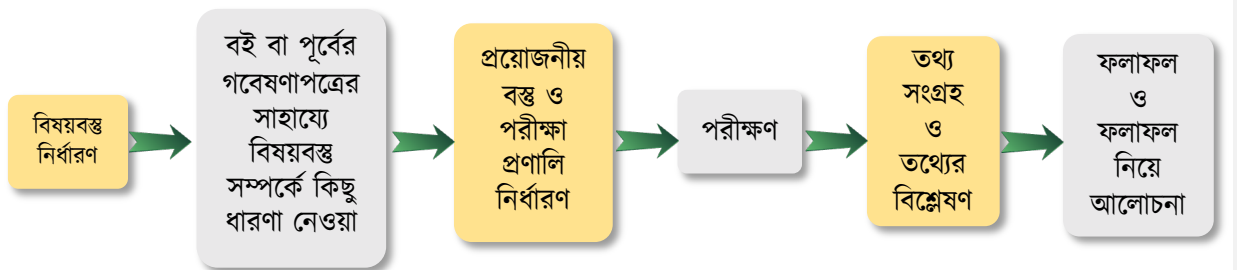 বিষয়বস্তু
নির্ধারণ
বই বা পূর্বের
গবেষণাপত্রের
সাহায্যে
বিষয়বস্তু
সম্পর্কে কিছু
ধারণা নেওয়া
প্রয়োজনীয়
বস্তু ও
পরীক্ষা
প্রণালি
নির্ধারণ
পরীক্ষণ
তথ্য
সংগ্রহ
ও
তথ্যের
বিশ্লেষণ
ফলাফল
ও
ফলাফল
নিয়ে
আলোচনা